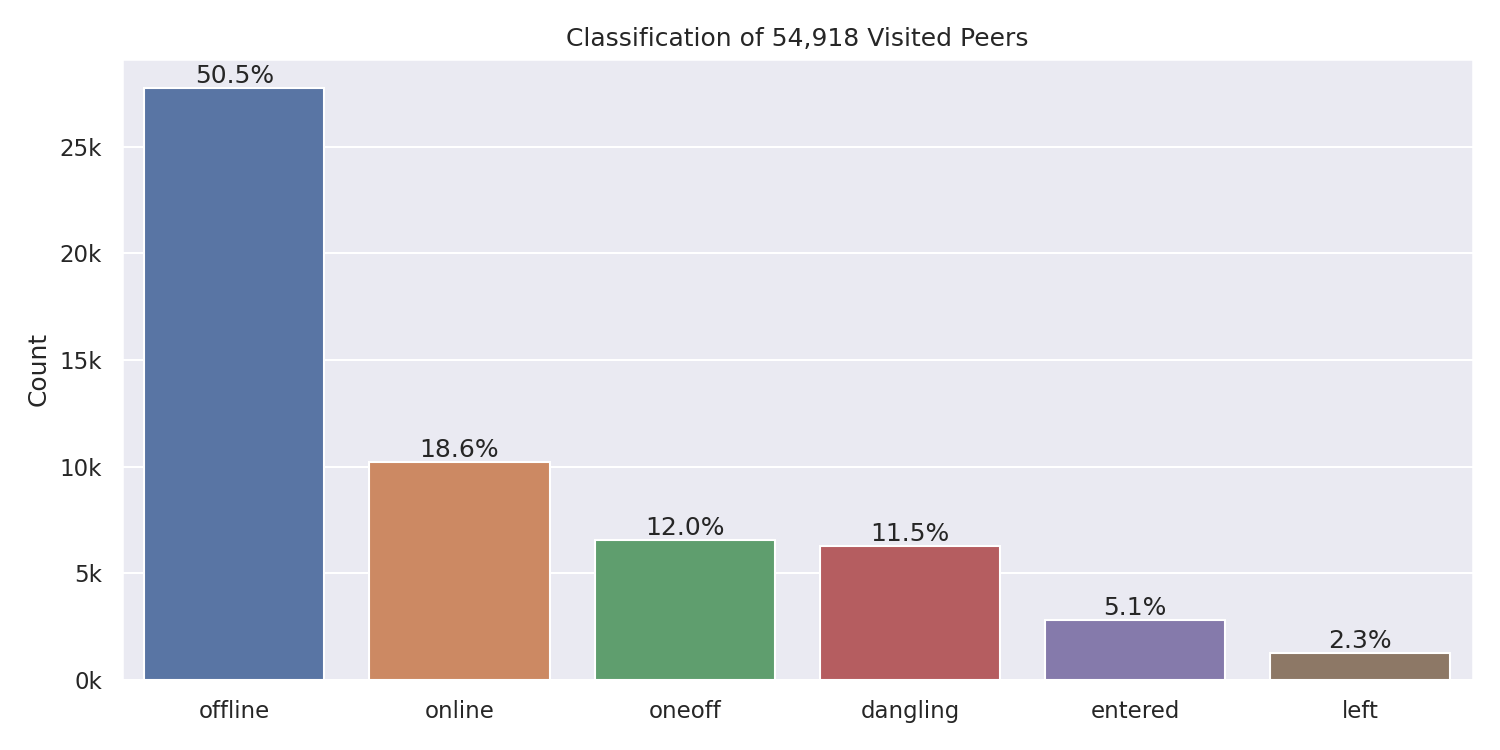 Classification of 54,918 Visited Peers
Count
25k
20k
15k
10k
5k
0k
50.5%
18.6%
12.0%
11.5%
5.1%
2.3%
offline
online
oneoff
dangling
entered
left